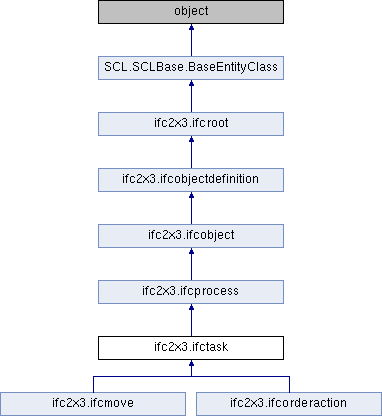 object
SCL.SCLBase.BaseEntityClass
ifc2x3.ifcroot
ifc2x3.ifcobjectdefinition
ifc2x3.ifcobject
ifc2x3.ifcprocess
ifc2x3.ifctask
ifc2x3.ifcmove
ifc2x3.ifcorderaction